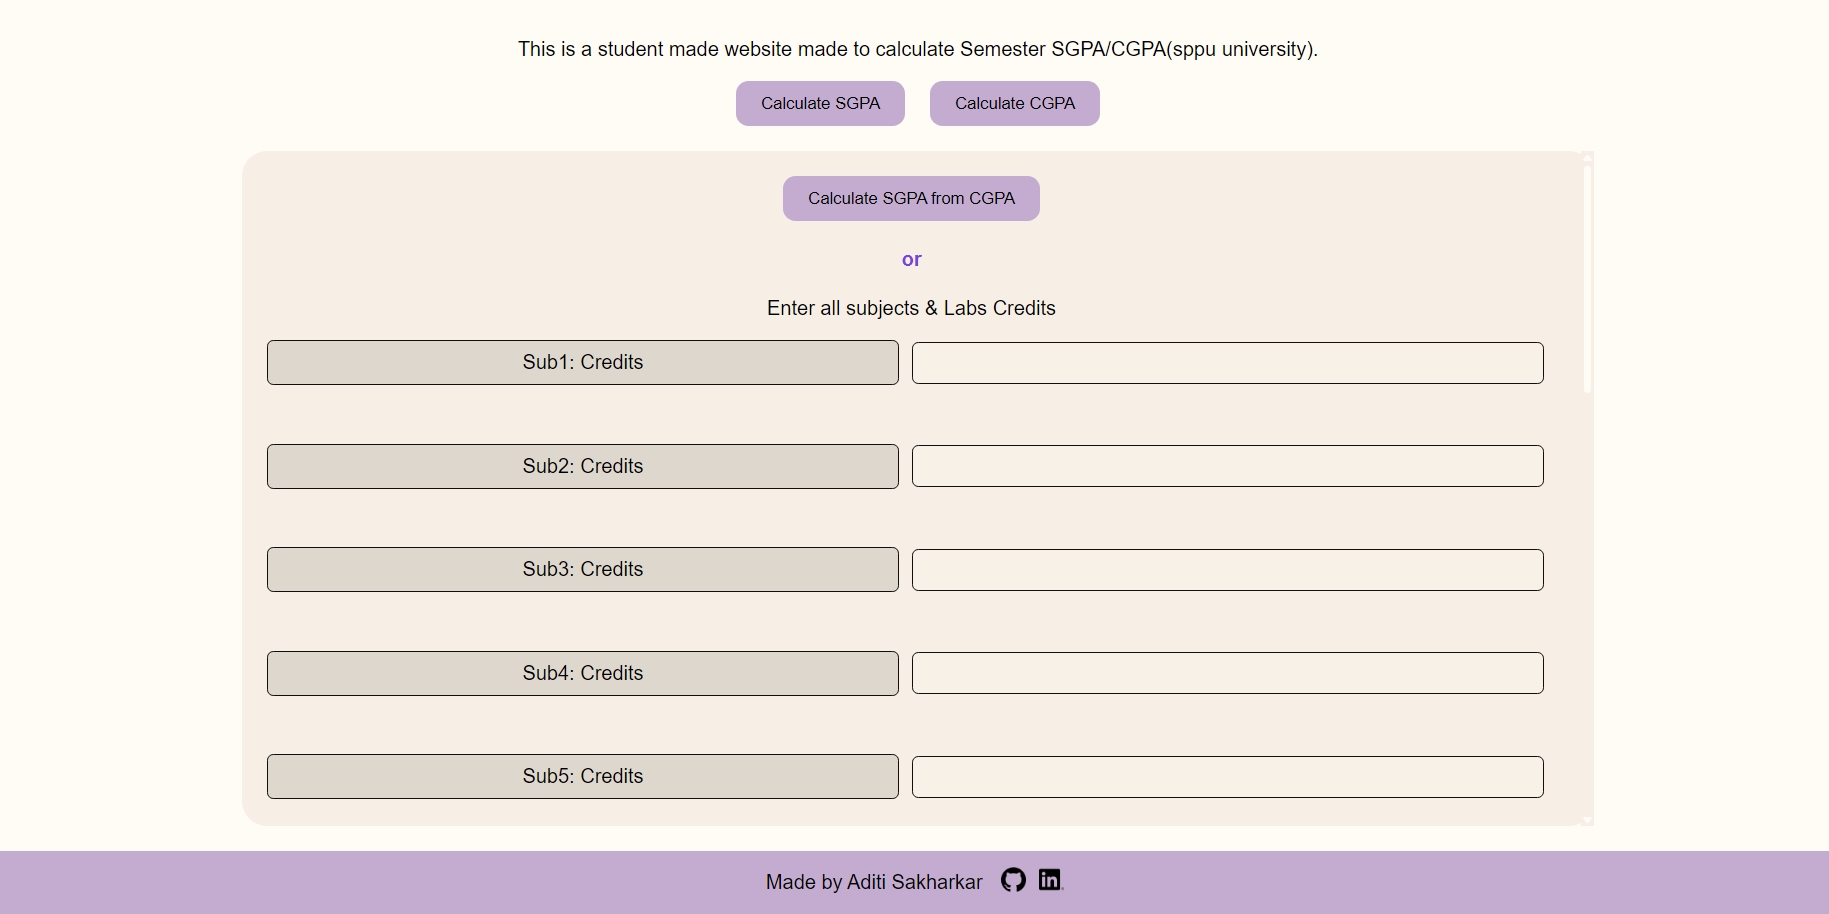 This is a student made website made to calculate Semester SGPA/CGPA(sppu university).
Calculate SGPA Calculate CGPA
Calculate SGPA from CGPA
or
Enter all subjects & Labs Credits
Sub1: Credits
Sub2: Credits
Sub3: Credits
Sub4: Credits
Sub5: Credits
Made by Aditi Sakharkar in